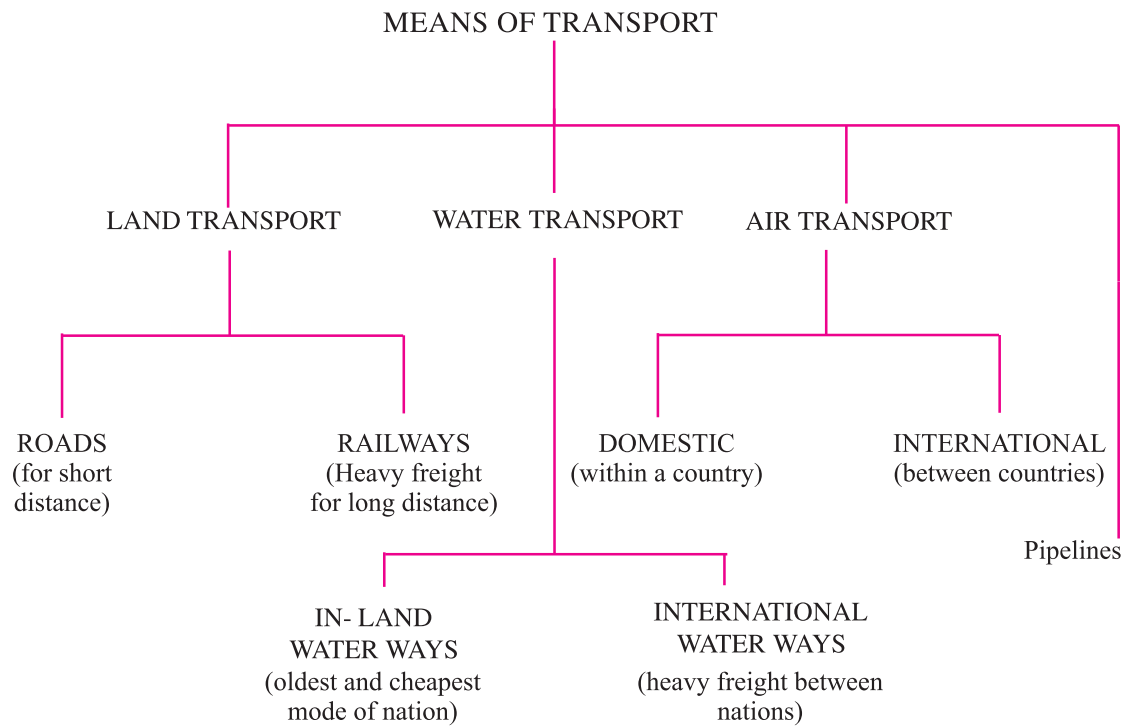 MEANS OF TRANSPORT
LAND TRANSPORT
WATER TRANSPORT
AIR TRANSPORT
ROADS
(for short
distance)
RAILWAYS
(Heavy freight
for long distance)
DOMESTIC
(within a country)
INTERNATIONAL
(between countries)
Pipelines
IN- LAND
WATER WAYS
(oldest and cheapest
mode of nation)
INTERNATIONAL
WATER WAYS
(heavy freight between
nations)